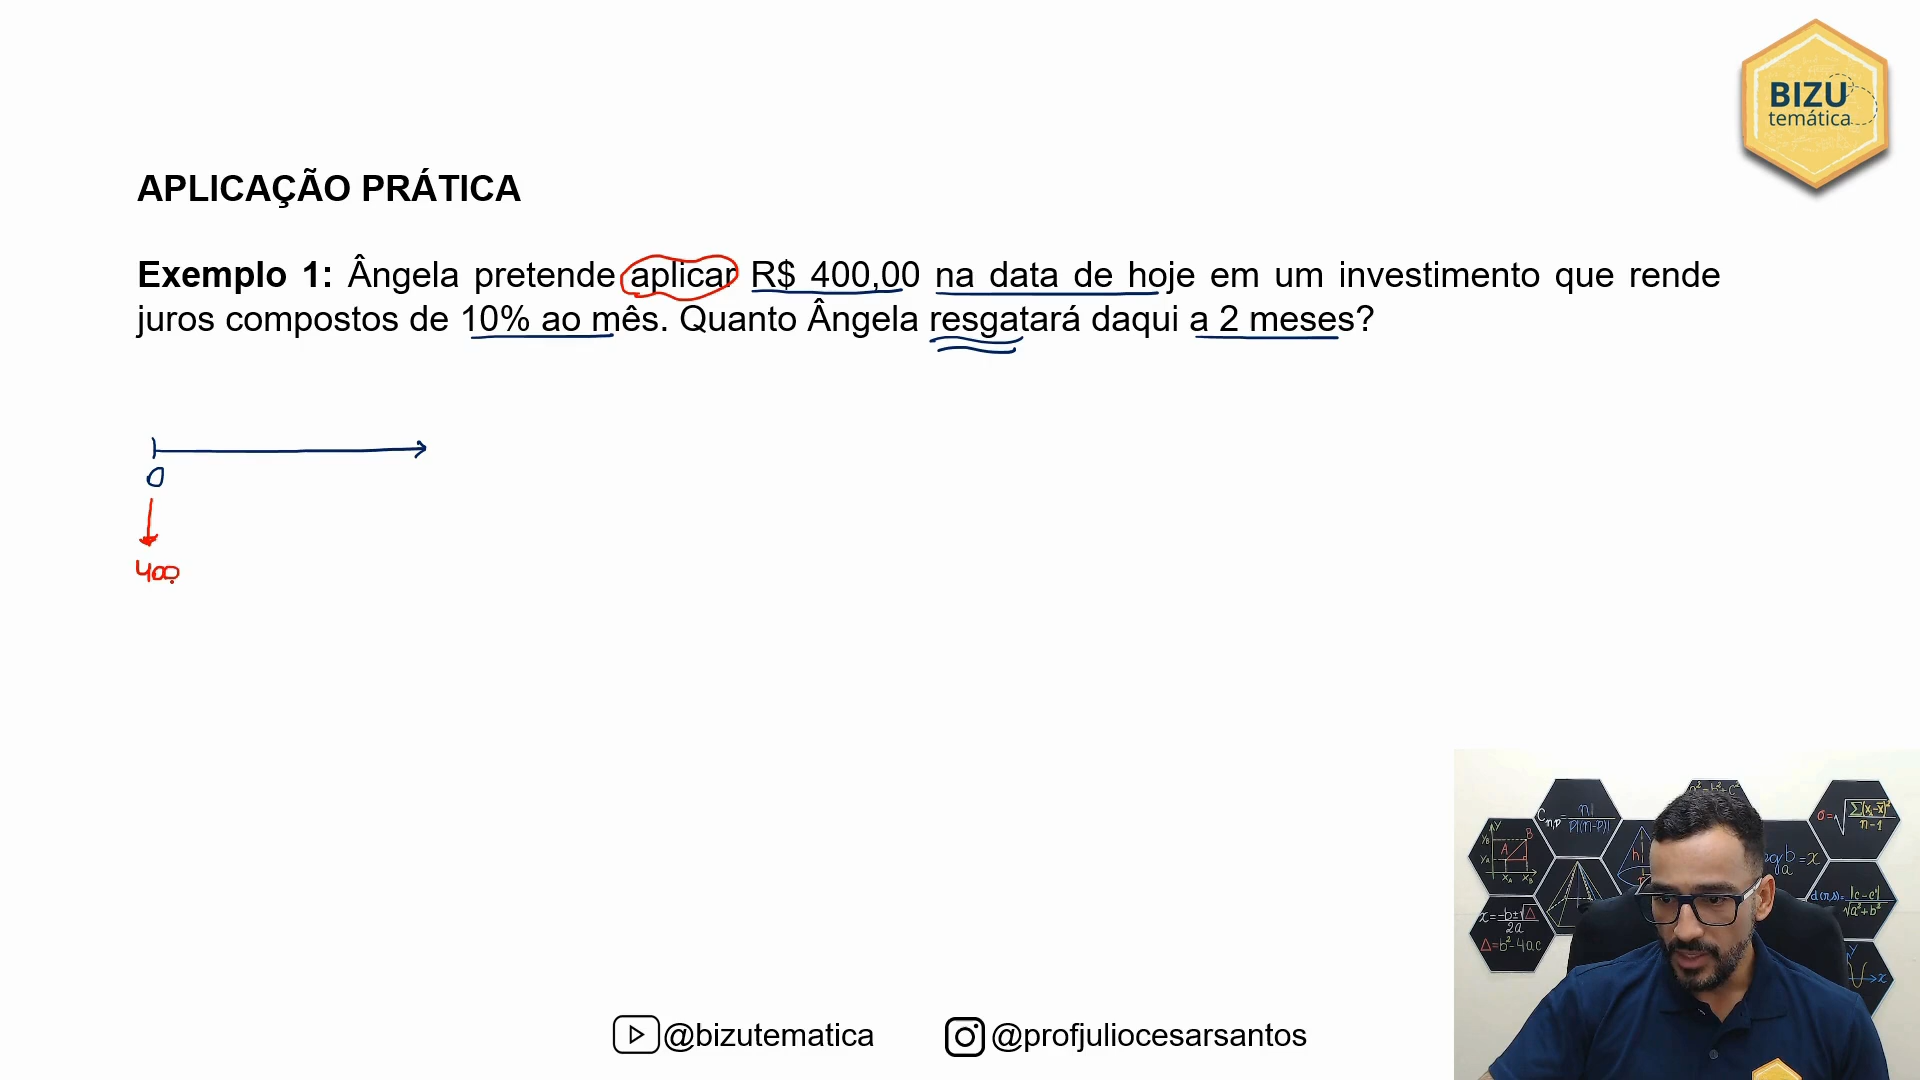 BIZU
temática
APLICAÇÃO PRÁTICA
Exemplo 1: Ângela pretende aplicar R$ 400,00 na data de hoje em um investimento que rende
juros compostos de 10% ao mês. Quanto Ângela resgatará daqui a 2 meses?
0
400
@bizutematica
@profjuliocesarsantos